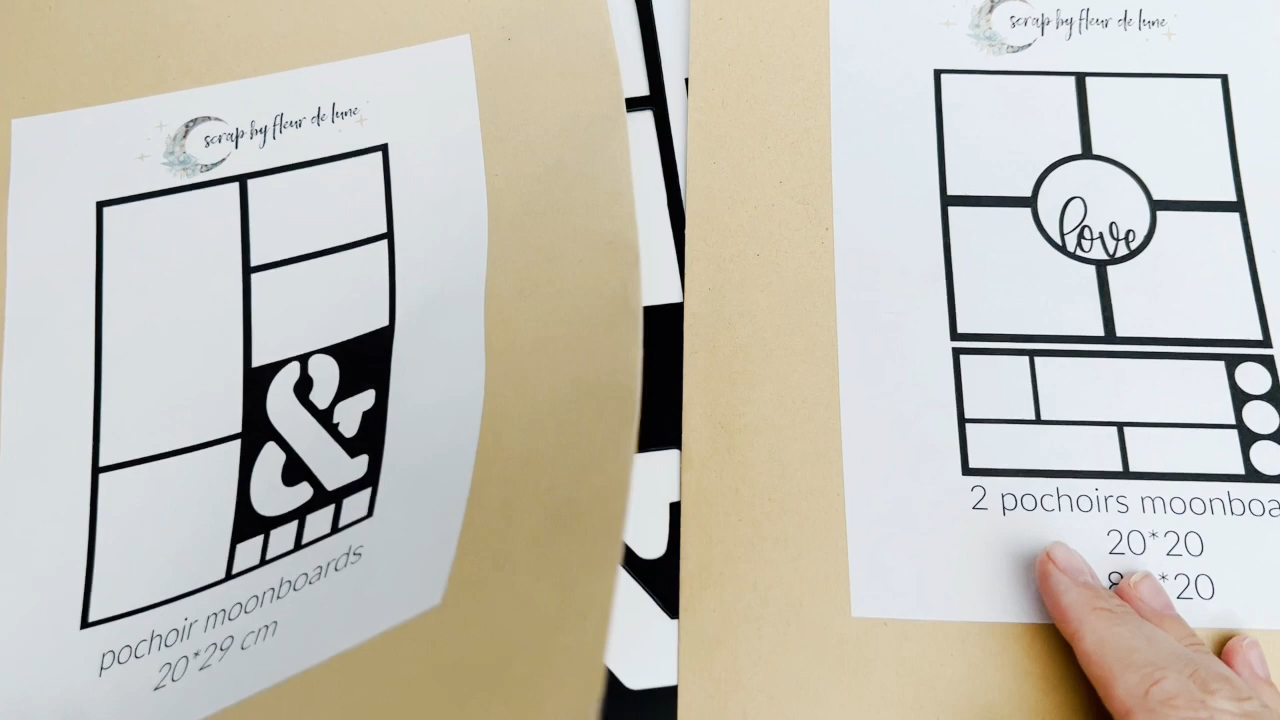 scrap by fleur de lune
&
pochoir moonboards
20*29 cm
scrap by fleur de lune
love
2 pochoirs moonboa
20*20
*20